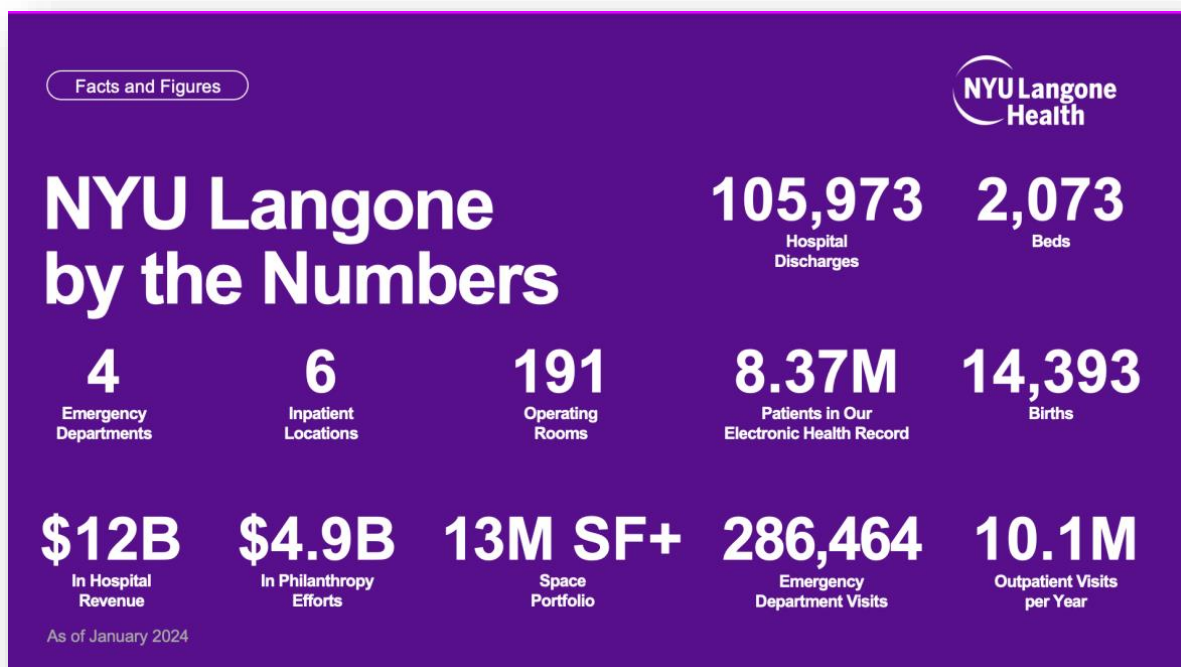 Facts and Figures
NYU Langone
Health
NYU Langone
by the Numbers
105,973
Hospital
Discharges
2,073
Beds
4
Emergency
Departments
6
Inpatient
Locations
191
Operating
Rooms
8.37M
Patients in Our
Electronic Health Record
14,393
Births
$12B
In Hospital
Revenue
$4.9B
In Philanthropy
Efforts
13M SF+
Space
Portfolio
286,464
Emergency
Department Visits
10.1M
Outpatient Visits
per Year
As of January 2024